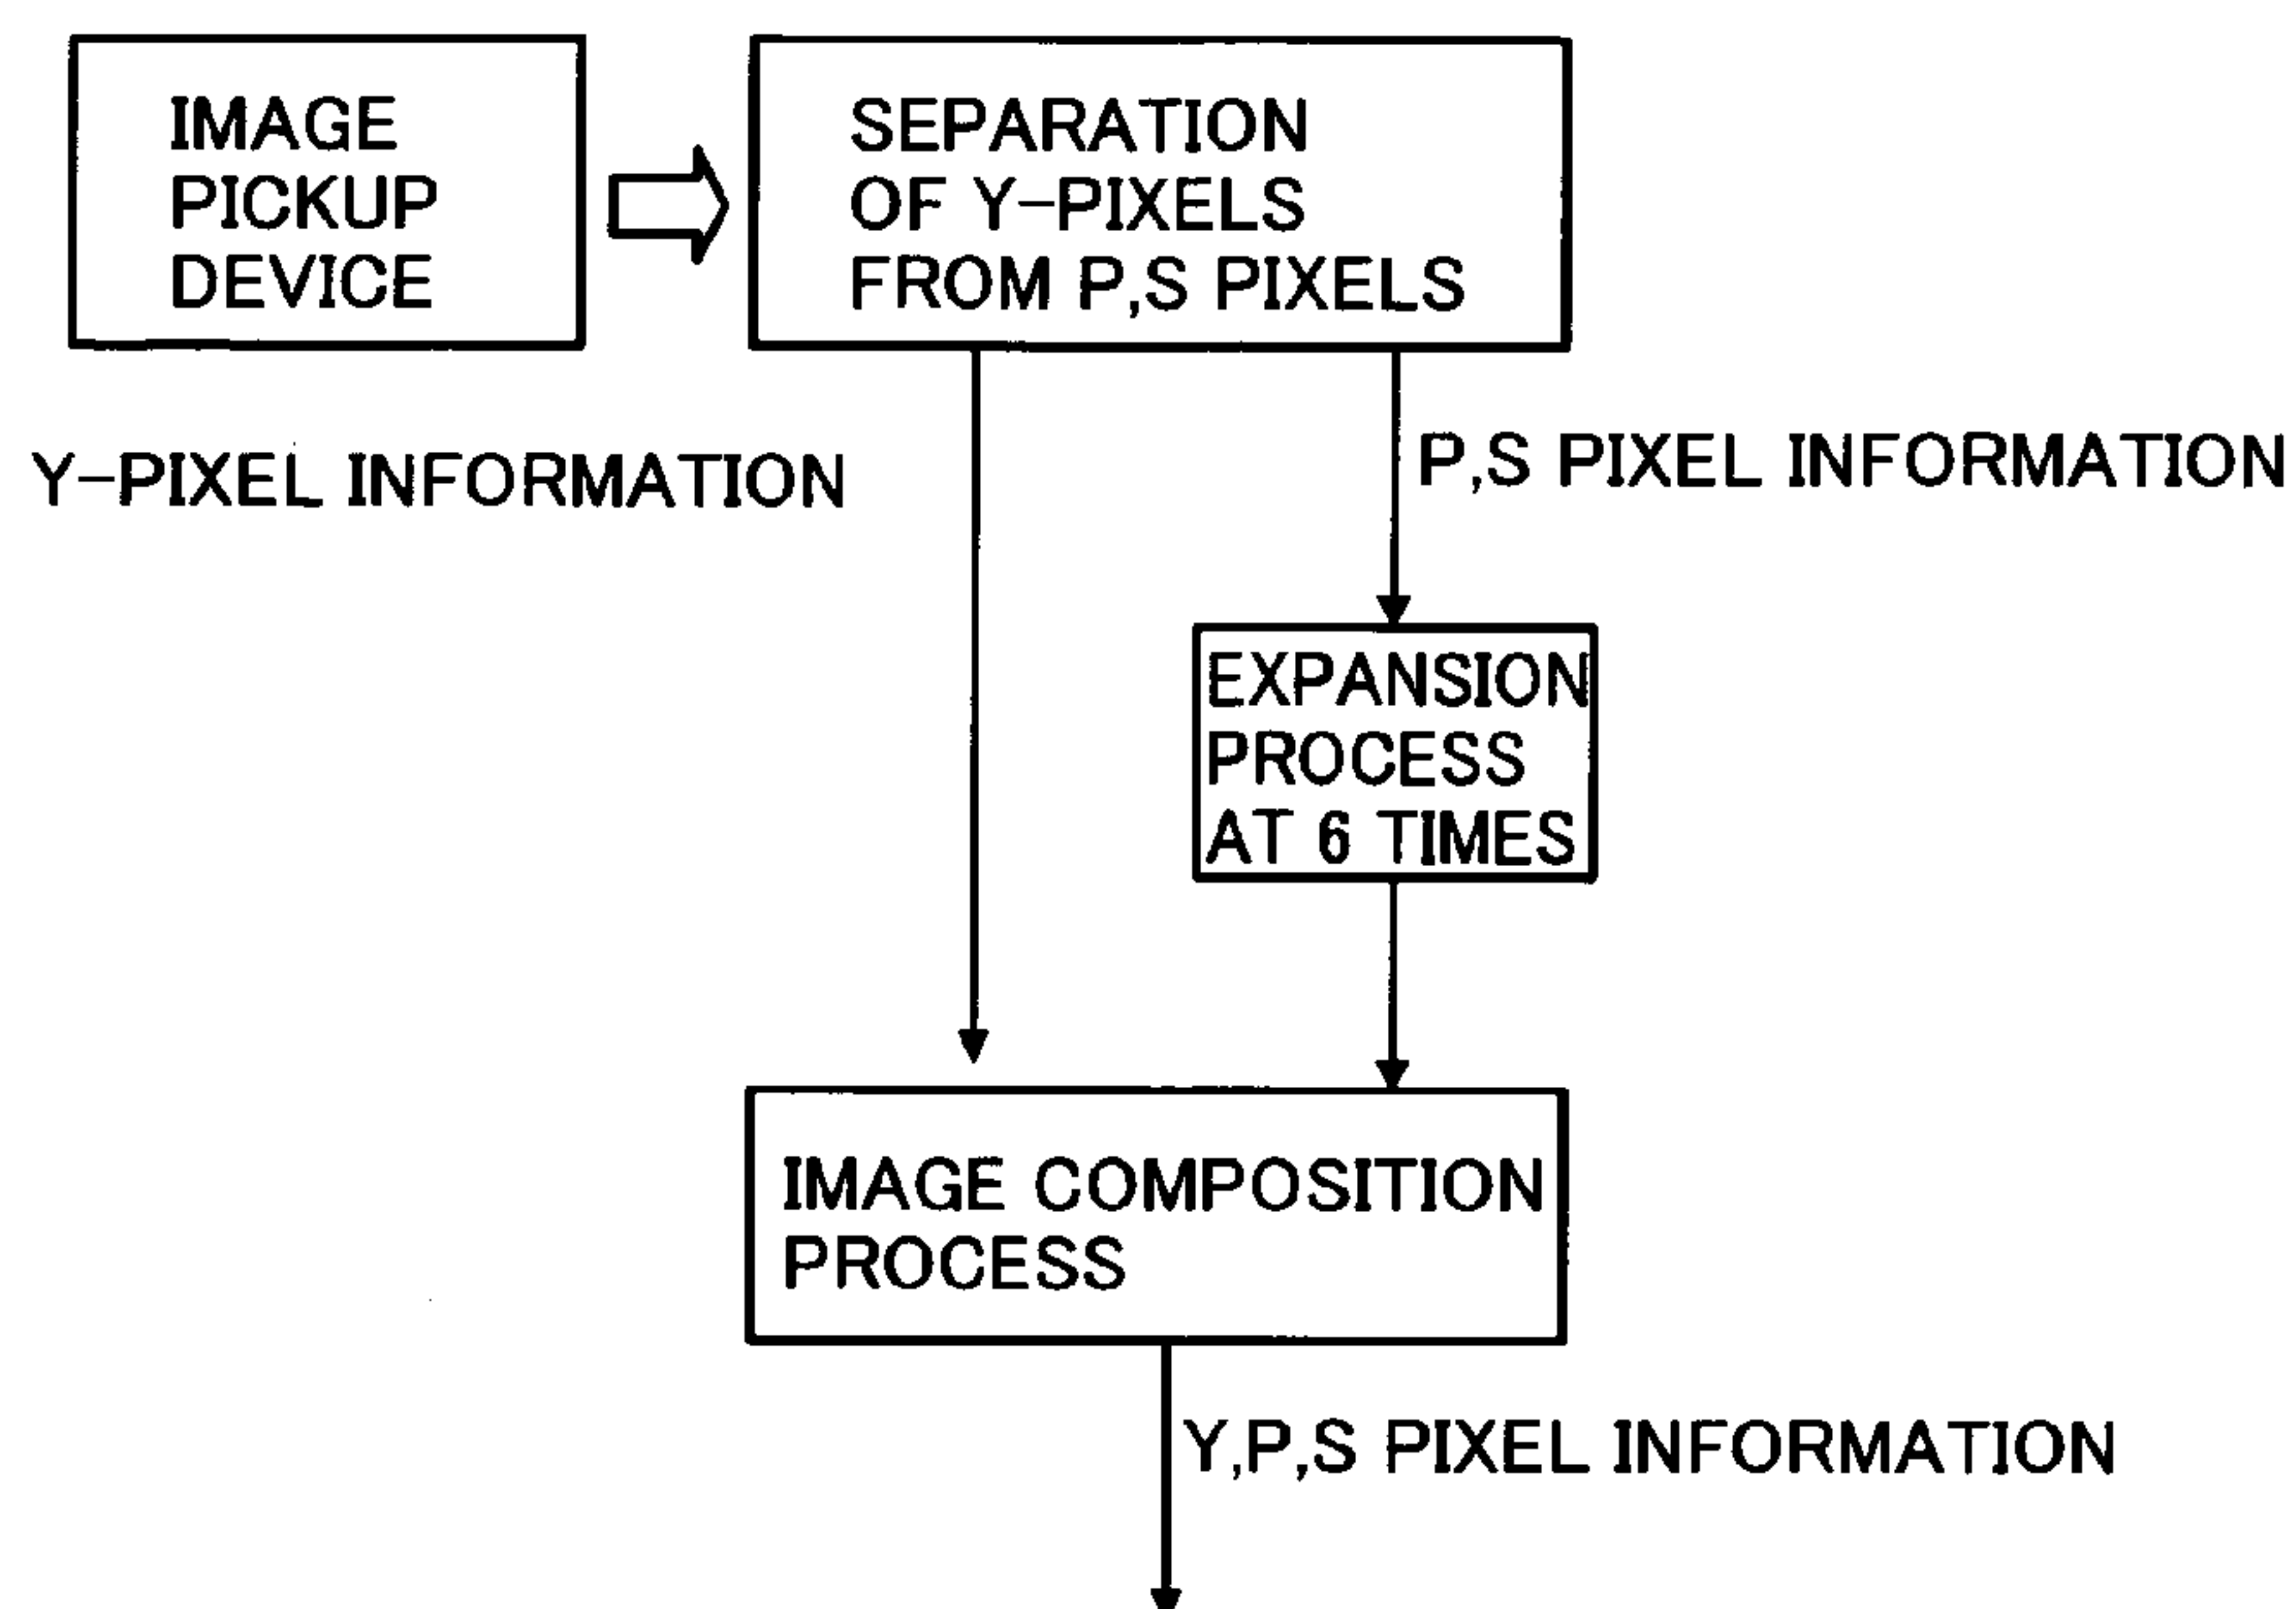 IMAGE
PICKUP
DEVICE
SEPARATION
OF Y-PIXELS
FROM P,S PIXELS
Y-PIXEL INFORMATION
P,S PIXEL INFORMATION
EXPANSION
PROCESS
AT 6 TIMES
IMAGE COMPOSITION
PROCESS
Y,P,S PIXEL INFORMATION